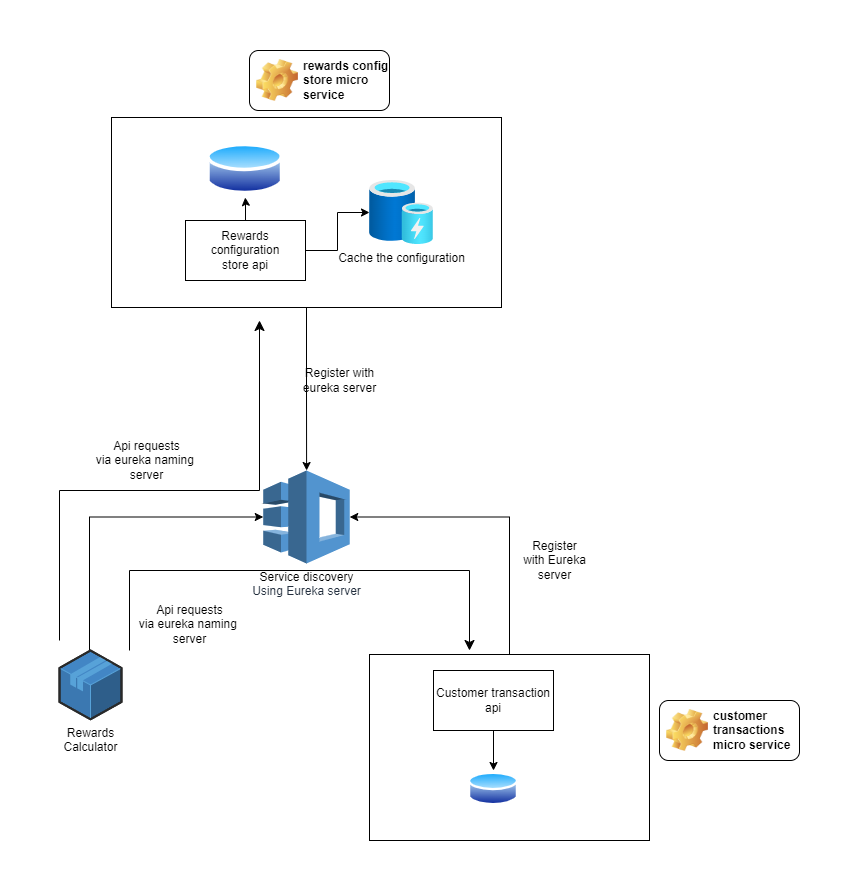 rewards config
store micro
service
Rewards
configuration
store api
Cache the configuration
Register with
eureka server
Api requests
via eureka naming
server
Register
with Eureka
server
Service discovery
Using Eureka server
Api requests
via eureka naming
server
Customer transaction
api
customer
transactions
micro service
Rewards
Calculator